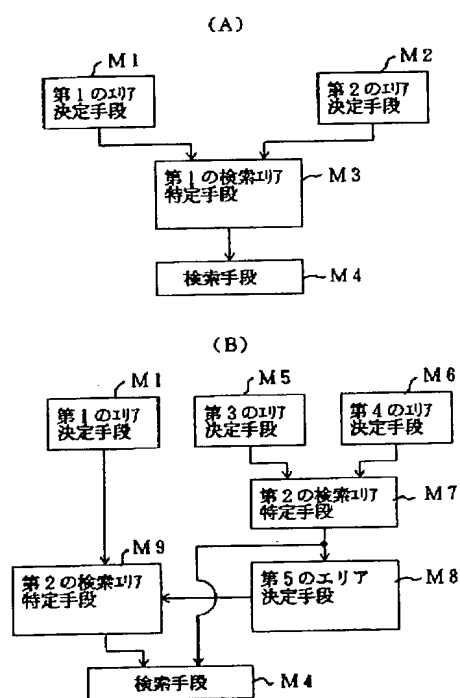 (A)
M1
M2
第1のエリア
決定手段
第2のエリア
決定手段
第1の検索エリア
特定手段
M3
検索手段
M4
(B)
M1
M5
M6
第1のエリア
決定手段
第3のエリア
決定手段
第4のエリア
決定手段
第2の検索エリア
特定手段
M7
M9
第2の検索エリア
特定手段
第5のエリア
決定手段
M8
検索手段
M4